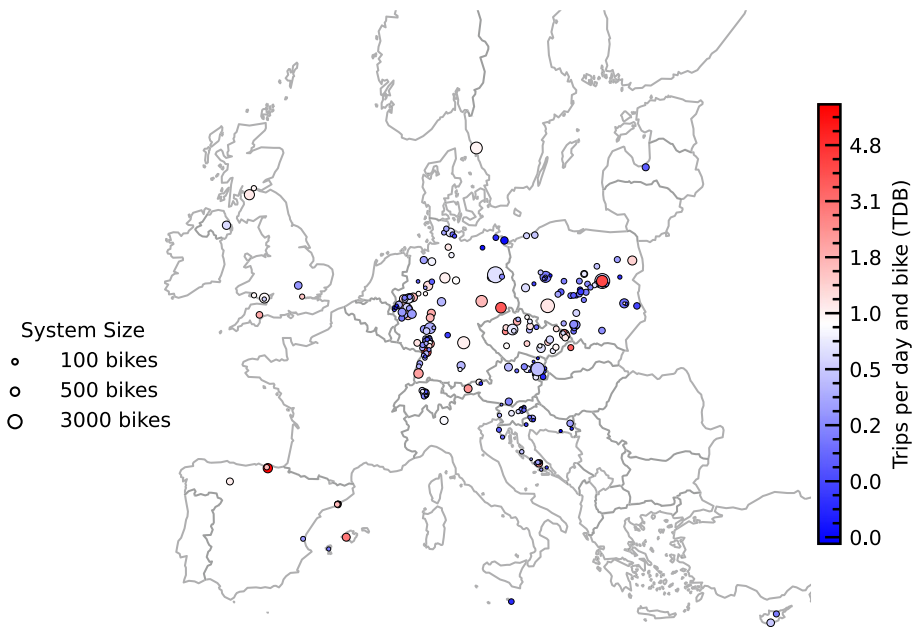 System Size
100 bikes
500 bikes
3000 bikes
4.8
3.1
1.8
1.0
0.5
0.2
0.0
0.0
Trips per day and bike (TDB)